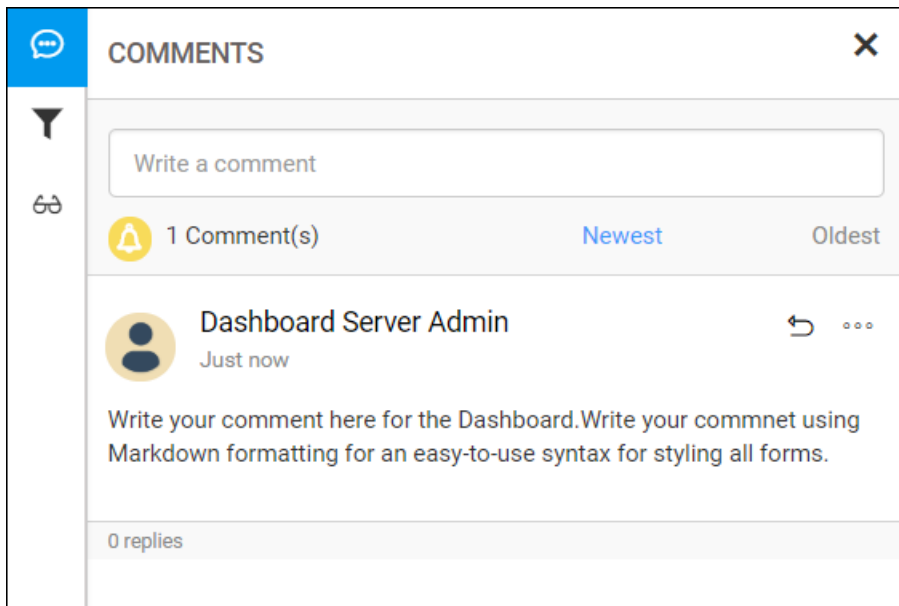 COMMENTS
Write a comment
1 Comment(s)
Newest
Oldest
Dashboard Server Admin
Just now
Write your comment here for the Dashboard.Write your commnet using
Markdown formatting for an easy-to-use syntax for styling all forms.
0 replies